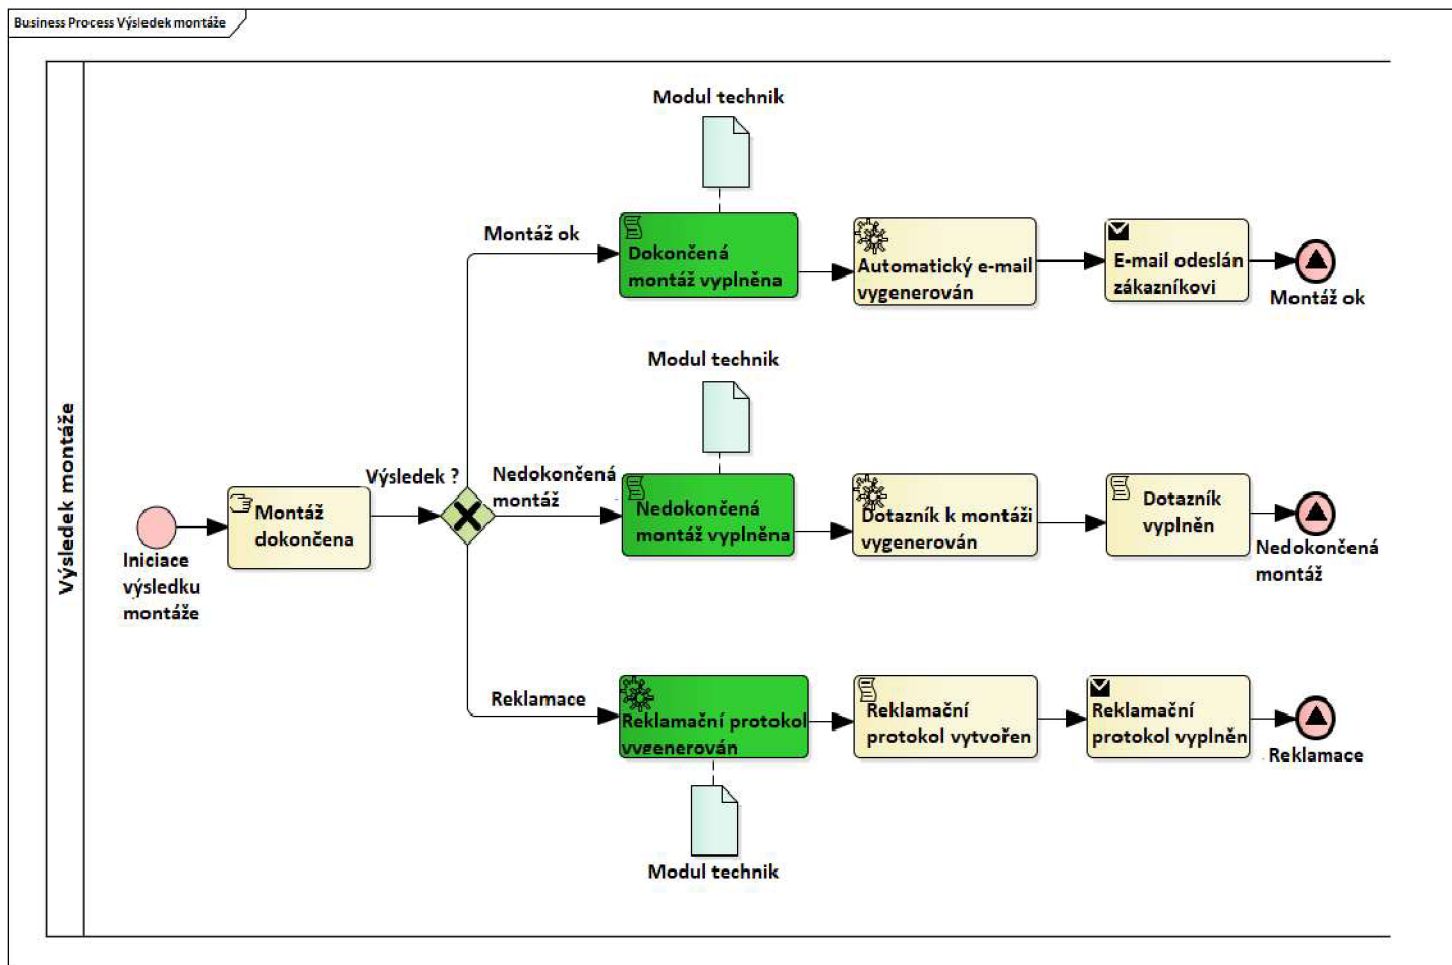 Business Process Výsledek montáže
Výsledek montáže
Iniciace
výsledku
montáže
Montáž
dokončena
Výsledek ?
Montáž ok
Modul technik
Dokončená
montáž vyplněna
Automatický e-mail
vygenerován
E-mail odeslán
zákazníkovi
Montáž ok
Nedokončená
montáž
Modul technik
Nedokončená
montáž vyplněna
Dotazník k montáži
vygenerován
Dotazník
vyplněn
Nedokončená
montáž
Reklamace
Reklamační protokol
vygenerován
Modul technik
Reklamační
protokol vytvořen
Reklamační
protokol vyplněn
Reklamace